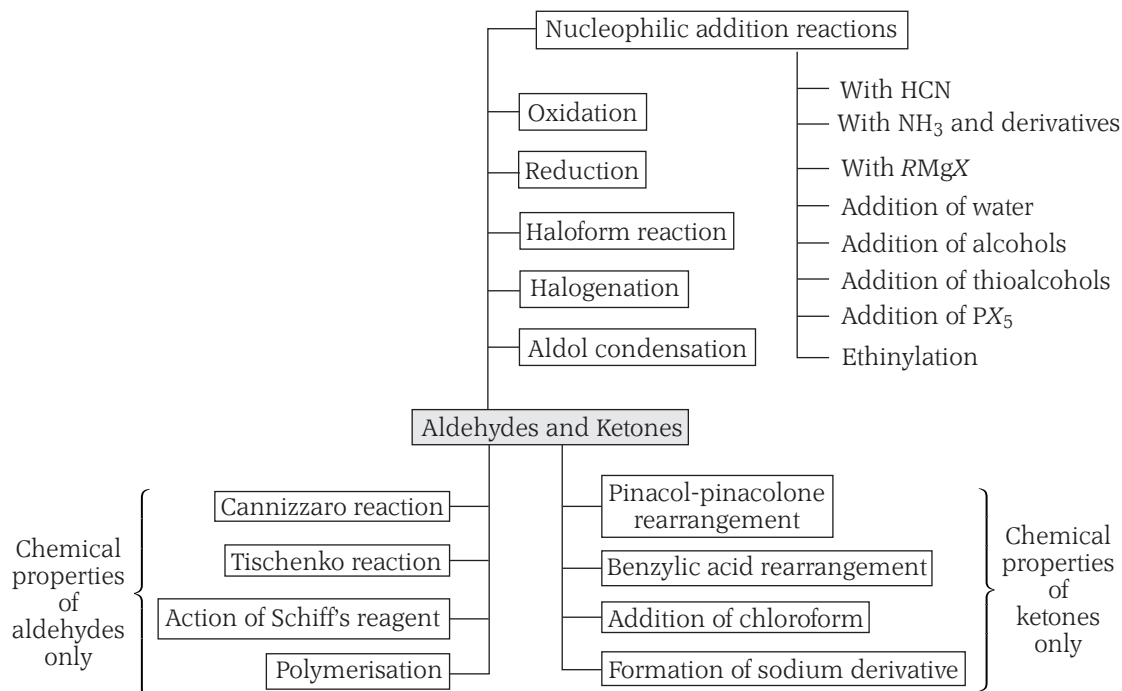 Nucleophilic addition reactions
With HCN
With NH₃ and derivatives
With RMgX
Addition of water
Addition of alcohols
Addition of thioalcohols
Addition of PX₅
Ethinylation
Oxidation
Reduction
Haloform reaction
Halogenation
Aldol condensation
Aldehydes and Ketones
Chemical
properties
of
aldehydes
only
Cannizzaro reaction
Tischenko reaction
Action of Schiff's reagent
Polymerisation
Pinacol-pinacolone
rearrangement
Benzylic acid rearrangement
Addition of chloroform
Formation of sodium derivative
Chemical
properties
of
ketones
only